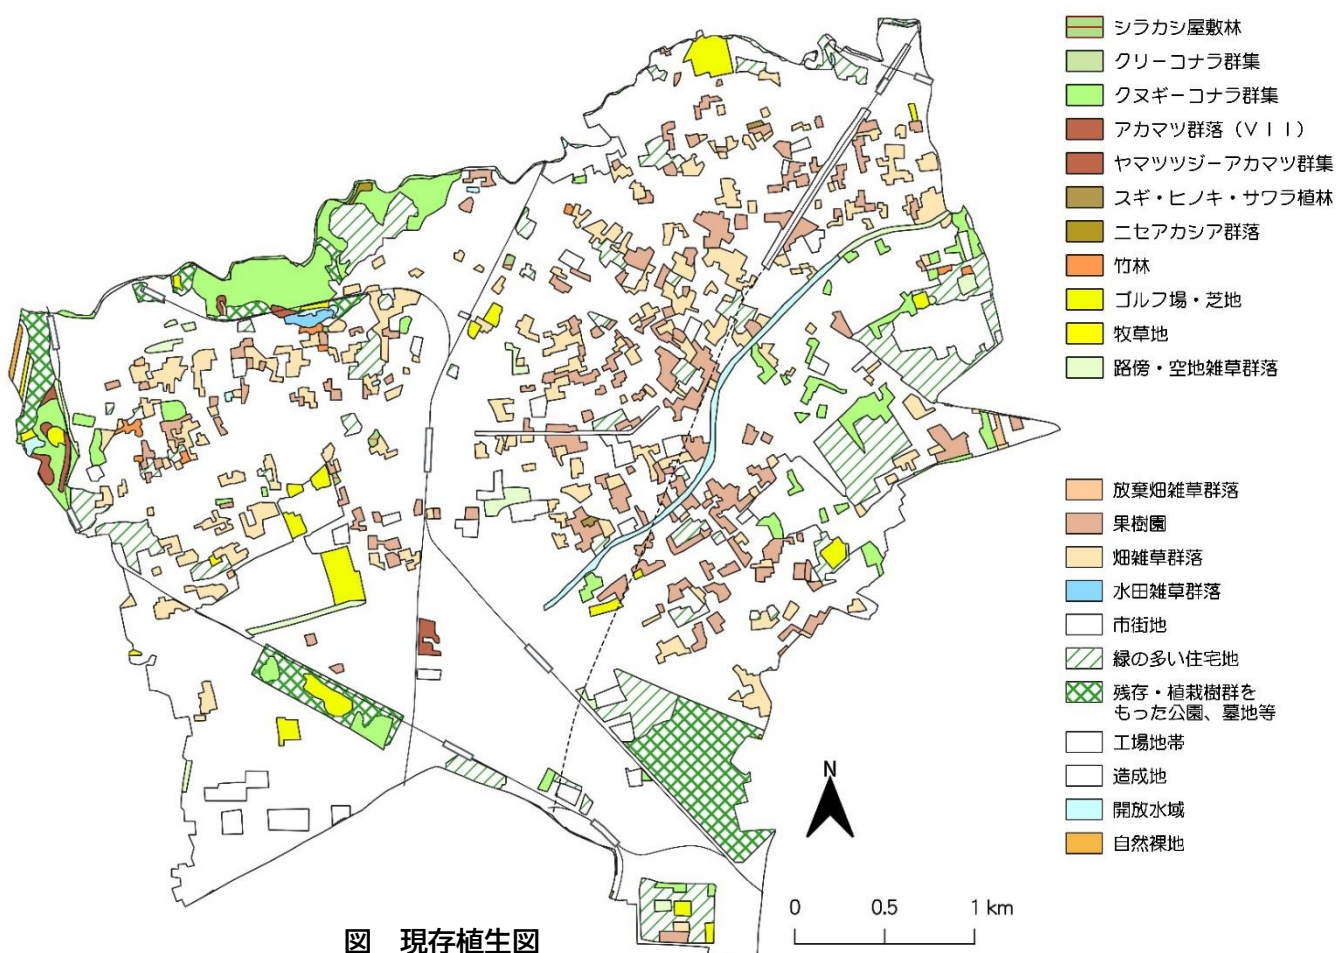 シラカシ屋敷林
クリーコナラ群集
クヌギーコナラ群集
アカマツ群落（ＶＩＩ）
ヤマツツジーアカマツ群集
スギ・ヒノキ・サワラ植林
ニセアカシア群落
竹林
ゴルフ場・芝地
牧草地
路傍・空地雑草群落
放棄畑雑草群落
果樹園
畑雑草群落
水田雑草群落
市街地
緑の多い住宅地
残存・植栽樹群を
もった公園、墓地等
工場地帯
造成地
開放水域
自然裸地
N
0 0.5 1 km
図　現存植生図